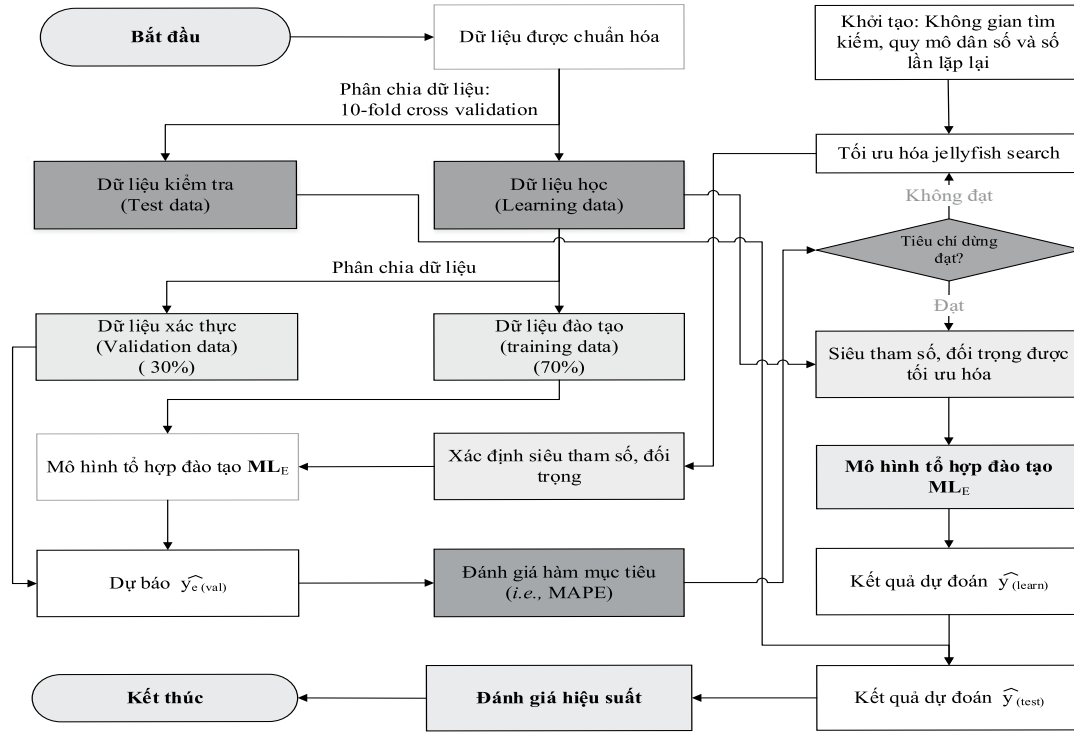 Bắt đầu
Dữ liệu được chuẩn hóa
Khởi tạo: Không gian tìm
kiếm, quy mô dân số và số
lần lặp lại
Phân chia dữ liệu:
10-fold cross validation
Tối ưu hóa jellyfish search
Dữ liệu kiểm tra
(Test data)
Dữ liệu học
(Learning data)
Không đạt
Tiêu chí dừng
đạt?
Phân chia dữ liệu
Đạt
Dữ liệu xác thực
(Validation data)
( 30%)
Dữ liệu đào tạo
(training data)
(70%)
Siêu tham số, đối trọng được
tối ưu hóa
Mô hình tổ hợp đào tạo ML_E
Xác định siêu tham số, đối
trọng
Mô hình tổ hợp đào tạo
ML_E
Dự báo ŷ_e (val)
Đánh giá hàm mục tiêu
(i.e., MAPE)
Kết quả dự đoán ŷ_(learn)
Kết thúc
Đánh giá hiệu suất
Kết quả dự đoán ŷ_(test)